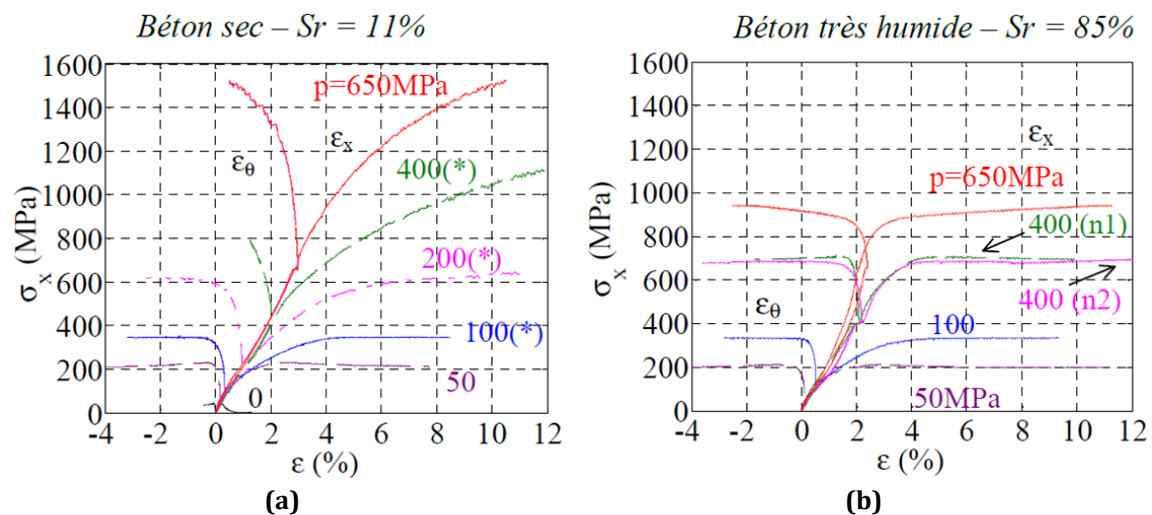 Béton sec – Sr = 11%
1600
1400
1200
1000
800
600
400
200
0
σx (MPa)
p=650MPa
εx
εθ
400(*)
200(*)
100(*)
50
0
-4 -2 0 2 4 6 8 10 12
ε (%)
(a)
Béton très humide – Sr = 85%
1600
1400
1200
1000
800
600
400
200
0
σx (MPa)
εx
p=650MPa
400 (n1)
400 (n2)
εθ
100
50MPa
-4 -2 0 2 4 6 8 10 12
ε (%)
(b)